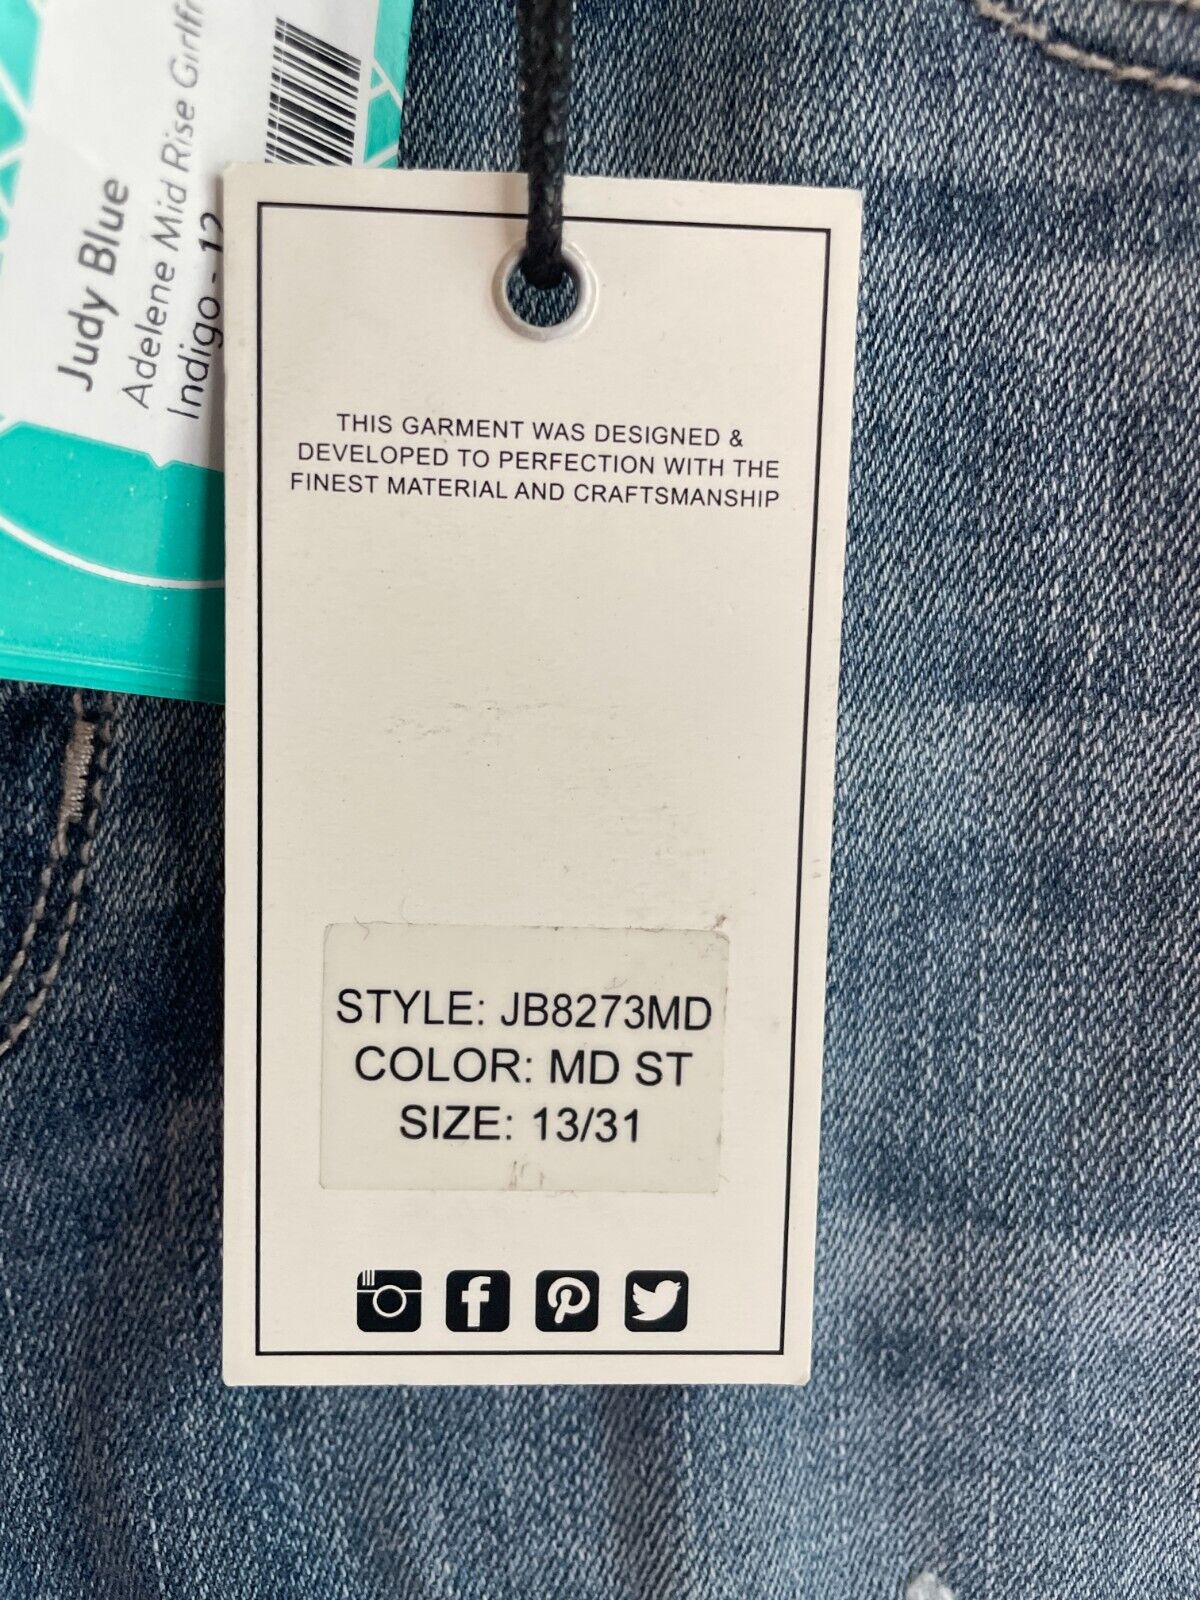 Judy Blue
Adelene Mid Rise Girlfr
Indigo - 12
THIS GARMENT WAS DESIGNED &
DEVELOPED TO PERFECTION WITH THE
FINEST MATERIAL AND CRAFTSMANSHIP
STYLE: JB8273MD
COLOR: MD ST
SIZE: 13/31